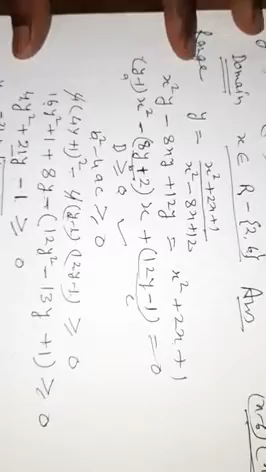 Domain x ∈ R - {2,6} Ans
Range y = x²+2x+1 / x²-8x+12
x²y - 8xy + 12y = x² + 2x + 1
(y-1)x² - (8y+2)x + (12y-1) = 0
D ≥ 0 ✓
b² - 4ac ≥ 0
4(4y+1)² - 4(y-1)(12y-1) ≥ 0
16y² + 1 + 8y - (12y² - 13y + 1) ≥ 0
4y² + 21y - 1 ≥ 0